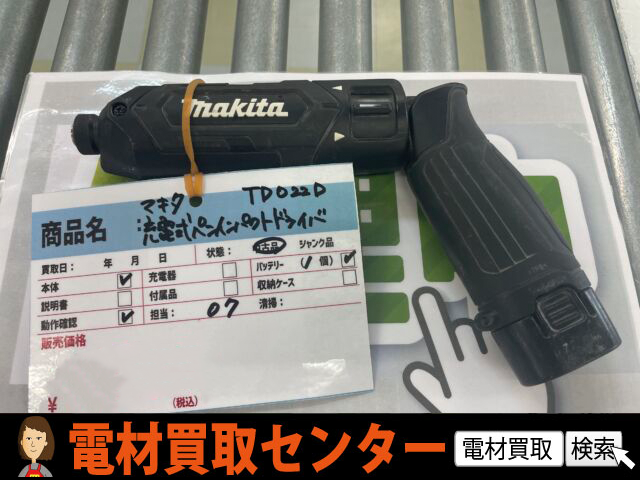 makita
マキタ TD022D
商品名 充電式ペンインパクトドライバ
買取日： 年 月 日 状態： 中古品 ジャンク品
本体 ✓ 充電器 バッテリー (1個) ✓
説明書 付属品 収納ケース
動作確認 ✓ 担当： 07 清掃：
販売価格
¥ (税込)
電材買取センター 電材買取 検索